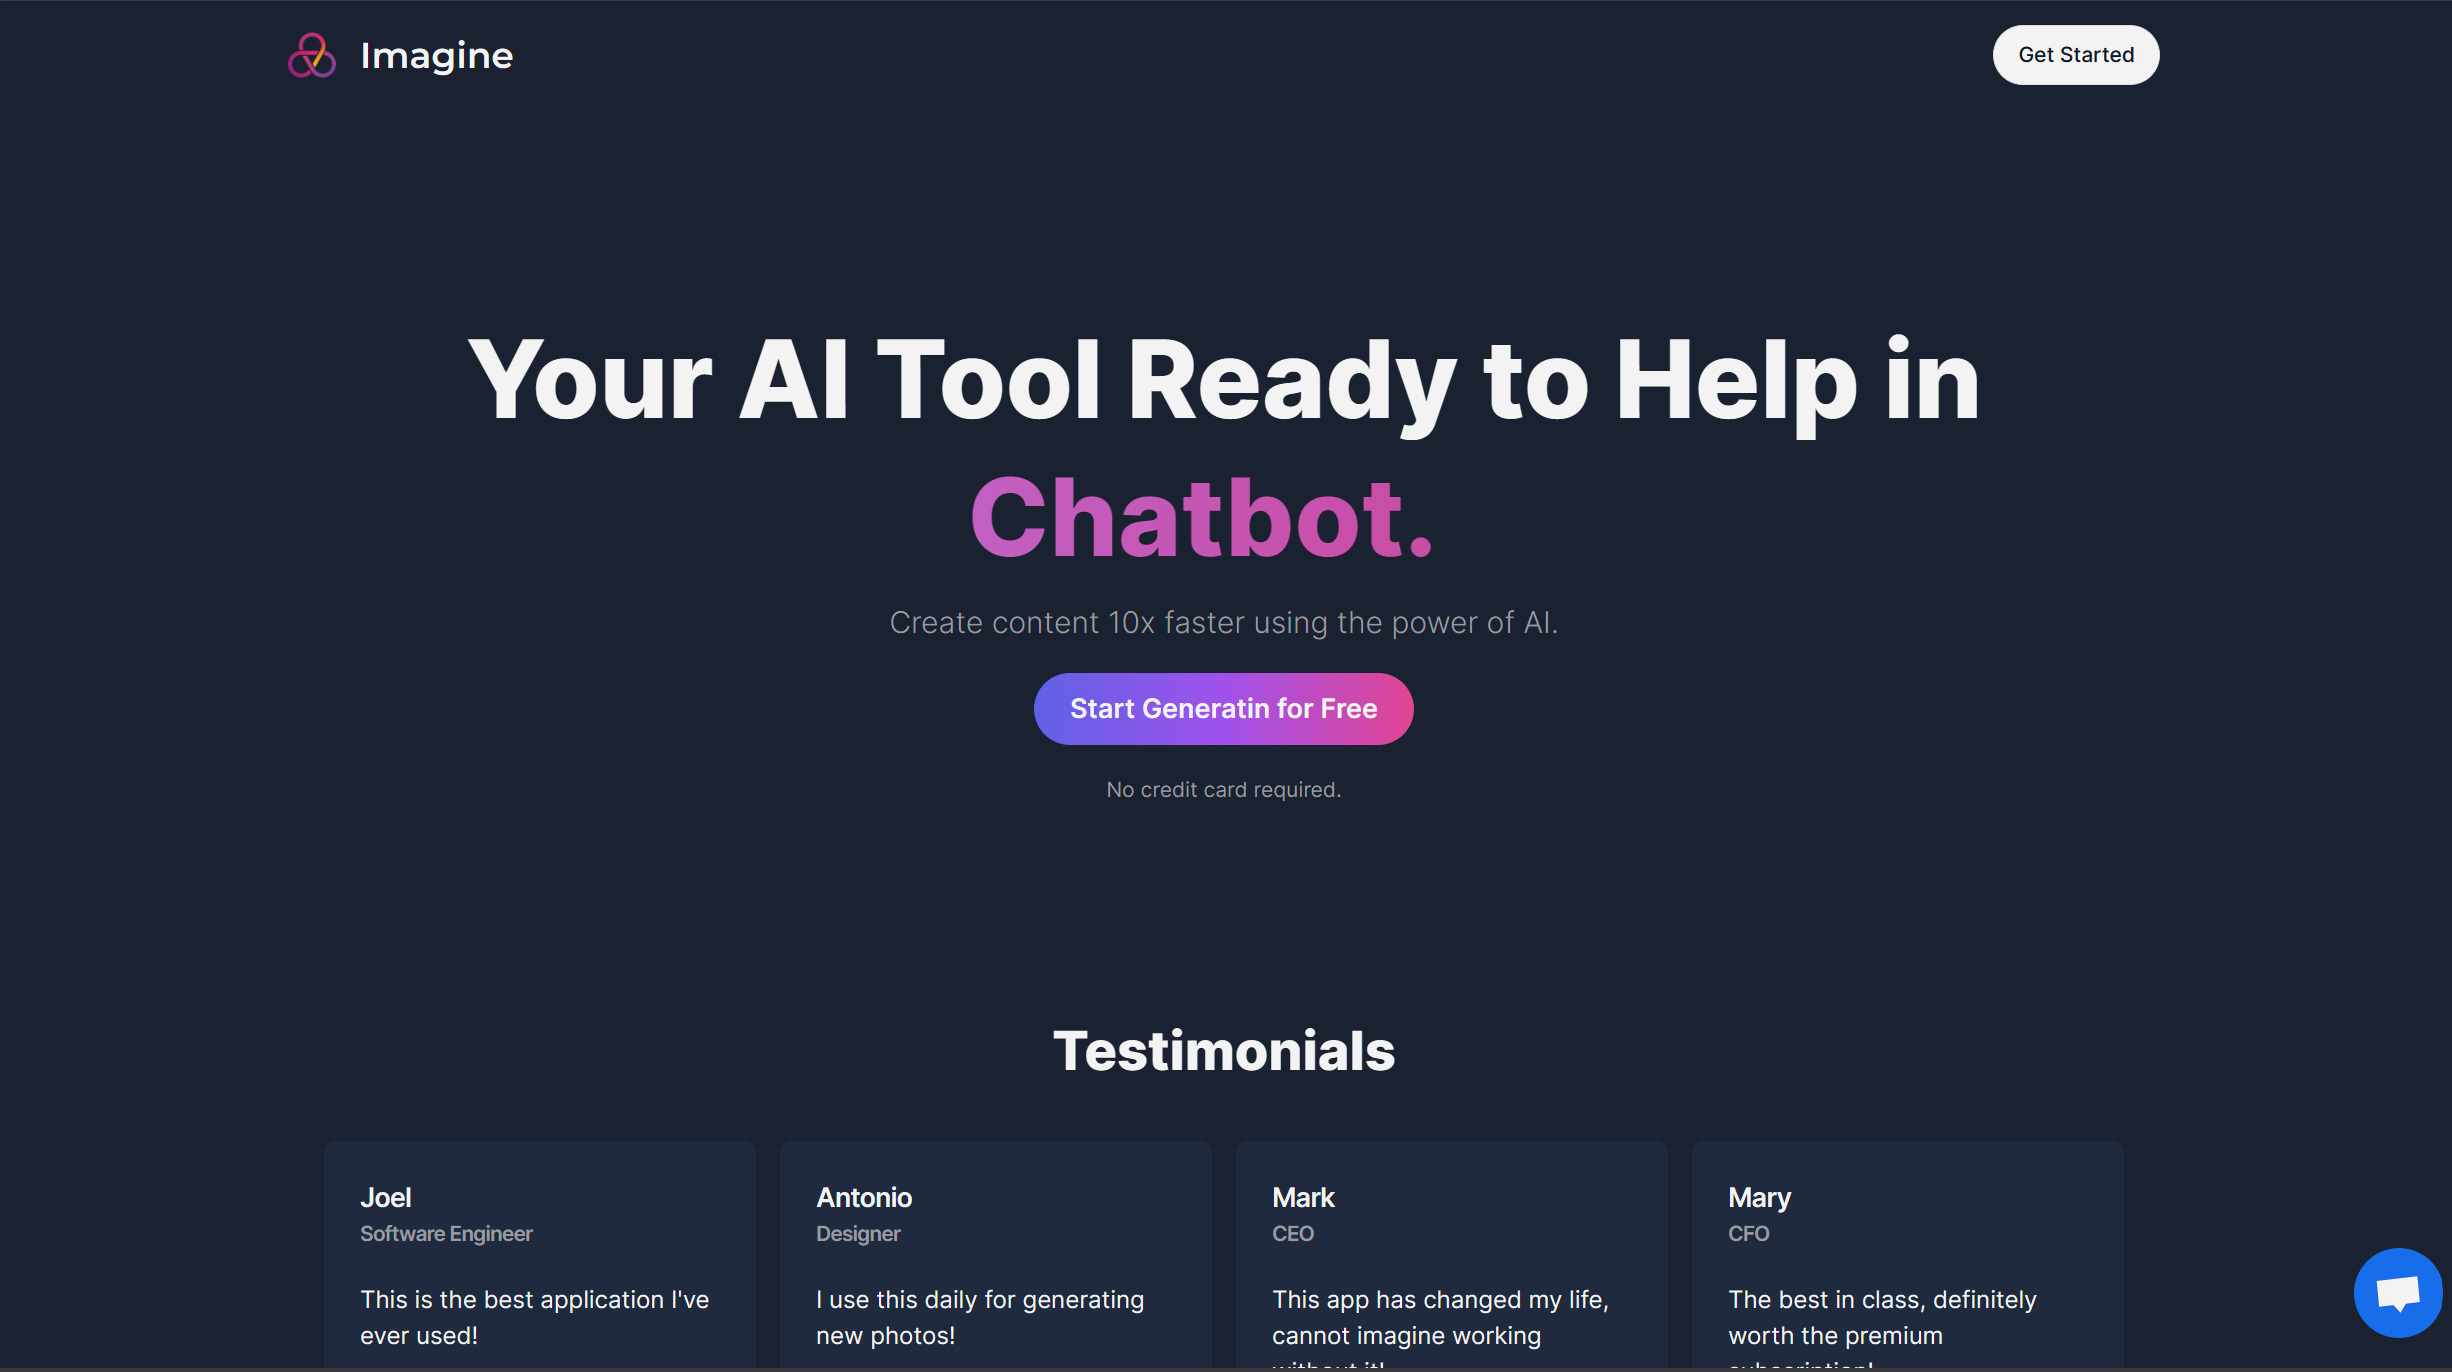 Imagine
Get Started
Your AI Tool Ready to Help in
Chatbot.
Create content 10x faster using the power of AI.
Start Generatin for Free
No credit card required.
Testimonials
Joel
Software Engineer
This is the best application I've
ever used!
Antonio
Designer
I use this daily for generating
new photos!
Mark
CEO
This app has changed my life,
cannot imagine working
without it!
Mary
CFO
The best in class, definitely
worth the premium
subscription!